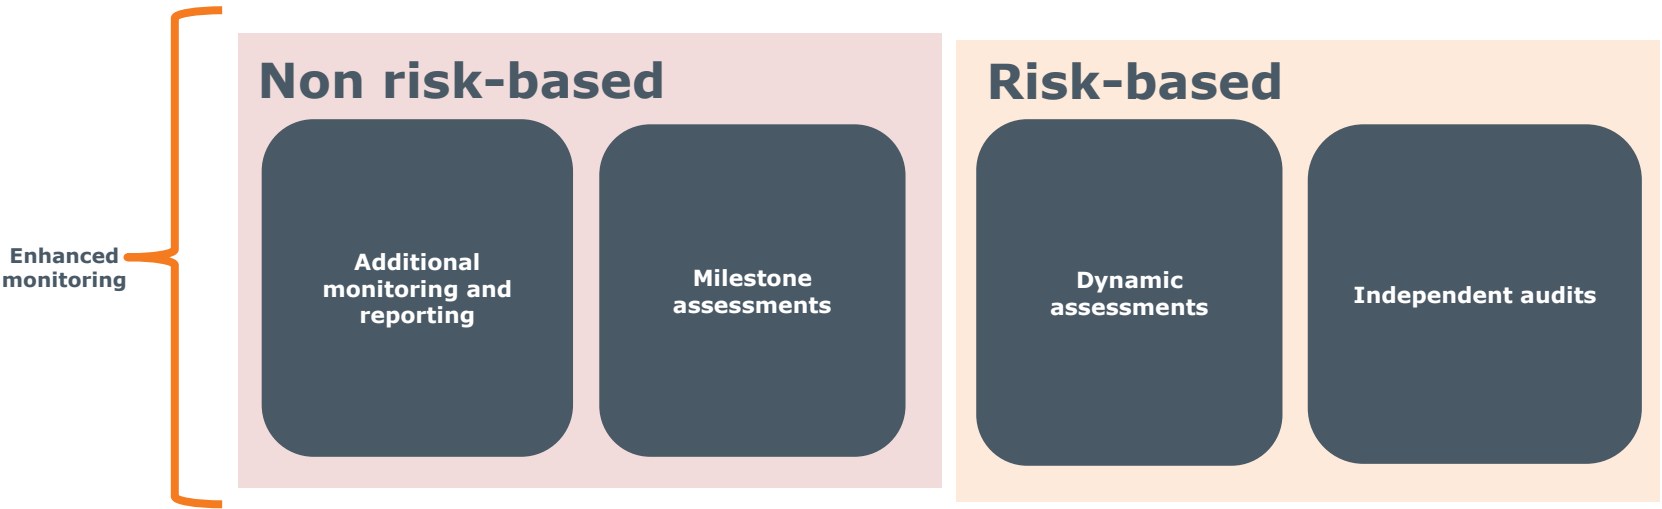 Enhanced
monitoring
Non risk-based
Additional
monitoring and
reporting
Milestone
assessments
Risk-based
Dynamic
assessments
Independent audits